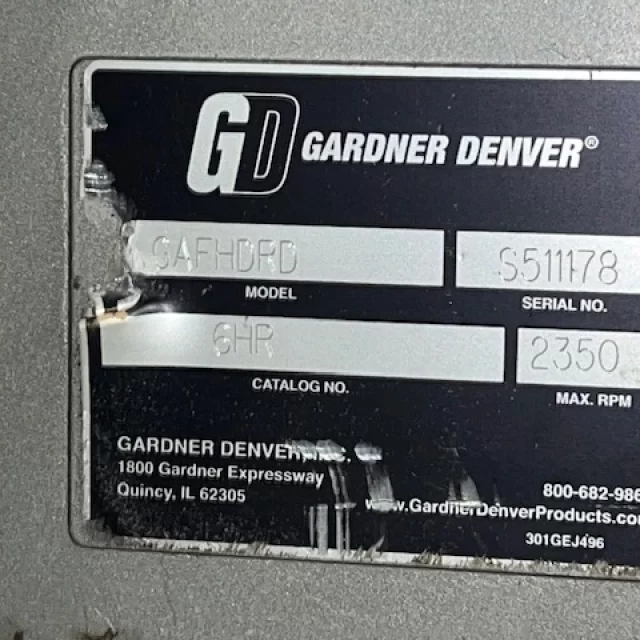 GD GARDNER DENVER®
GAFHDRD S511178
MODEL SERIAL NO.
6HR 2350
CATALOG NO. MAX. RPM
GARDNER DENVER, INC.
1800 Gardner Expressway
Quincy, IL 62305
800-682-986
www.GardnerDenverProducts.co
301GEJ496